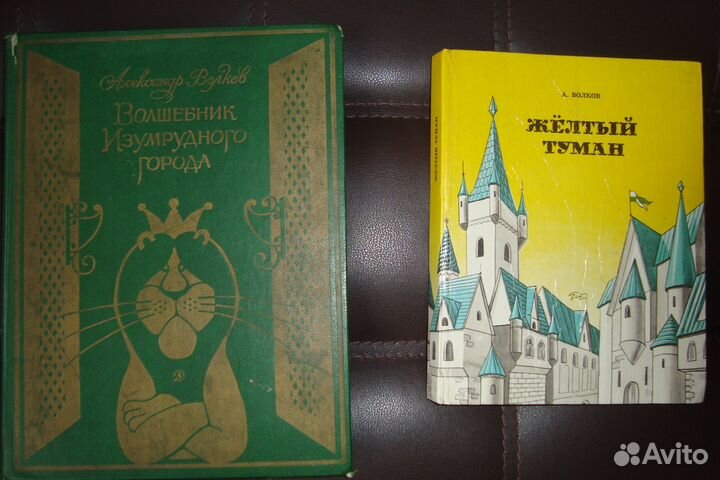 Александр Волков
Волшебник
Изумрудного
города
ЖЁЛТЫЙ ТУМАН
А. ВОЛКОВ
ЖЁЛТЫЙ
ТУМАН
Avito